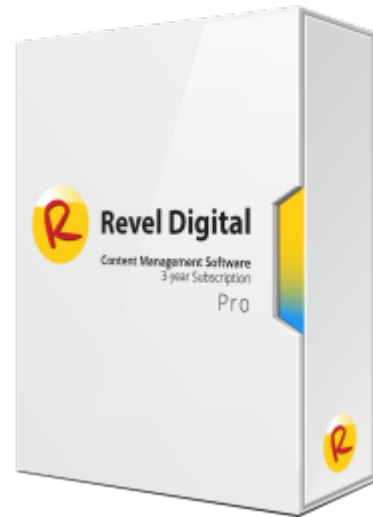 R Revel Digital
Content Management Software
3-year Subscription
Pro
R